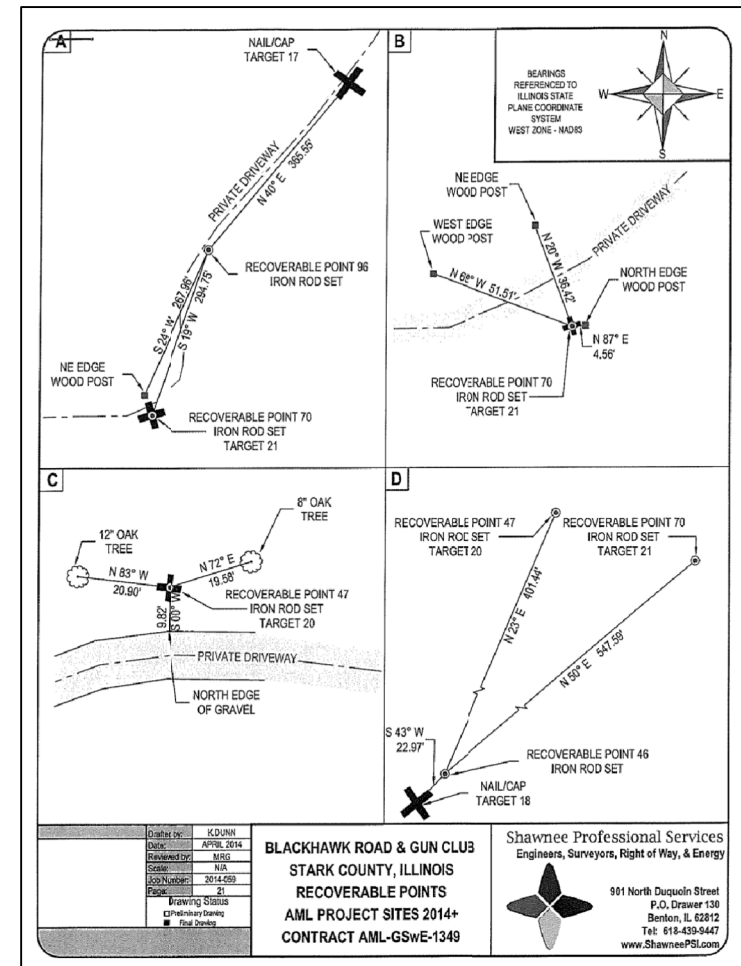 A
NAIL/CAP
TARGET 17
PRIVATE DRIVEWAY
N 40° E 365.55'
RECOVERABLE POINT 96
IRON ROD SET
S 24° W 267.96'
S 19° W 294.75'
NE EDGE
WOOD POST
RECOVERABLE POINT 70
IRON ROD SET
TARGET 21
B
BEARINGS
REFERENCED TO
ILLINOIS STATE
PLANE COORDINATE
SYSTEM
WEST ZONE - NAD83
N
W
E
S
NE EDGE
WOOD POST
WEST EDGE
WOOD POST
PRIVATE DRIVEWAY
N 20° W 136.42'
N 68° W 51.51'
NORTH EDGE
WOOD POST
N 87° E
4.56'
RECOVERABLE POINT 70
IRON ROD SET
TARGET 21
C
8" OAK
TREE
12" OAK
TREE
N 83° W
20.90'
N 72° E
19.58'
RECOVERABLE POINT 47
IRON ROD SET
TARGET 20
9.82'
S 00° W
PRIVATE DRIVEWAY
NORTH EDGE
OF GRAVEL
D
RECOVERABLE POINT 47
IRON ROD SET
TARGET 20
RECOVERABLE POINT 70
IRON ROD SET
TARGET 21
N 23° E 401.44'
N 50° E 547.59'
S 43° W
22.97'
RECOVERABLE POINT 46
IRON ROD SET
NAIL/CAP
TARGET 18
Drafter by: K.DUNN
Date: APRIL 2014
Reviewed by: MRG
Scale: N/A
Job Number: 2014-059
Page: 21
Drawing Status
Preliminary Drawing
Final Drawing
BLACKHAWK ROAD & GUN CLUB
STARK COUNTY, ILLINOIS
RECOVERABLE POINTS
AML PROJECT SITES 2014+
CONTRACT AML-GSwE-1349
Shawnee Professional Services
Engineers, Surveyors, Right of Way, & Energy
901 North Duquoin Street
P.O. Drawer 130
Benton, IL 62812
Tel: 618-439-9447
www.ShawneePSI.com